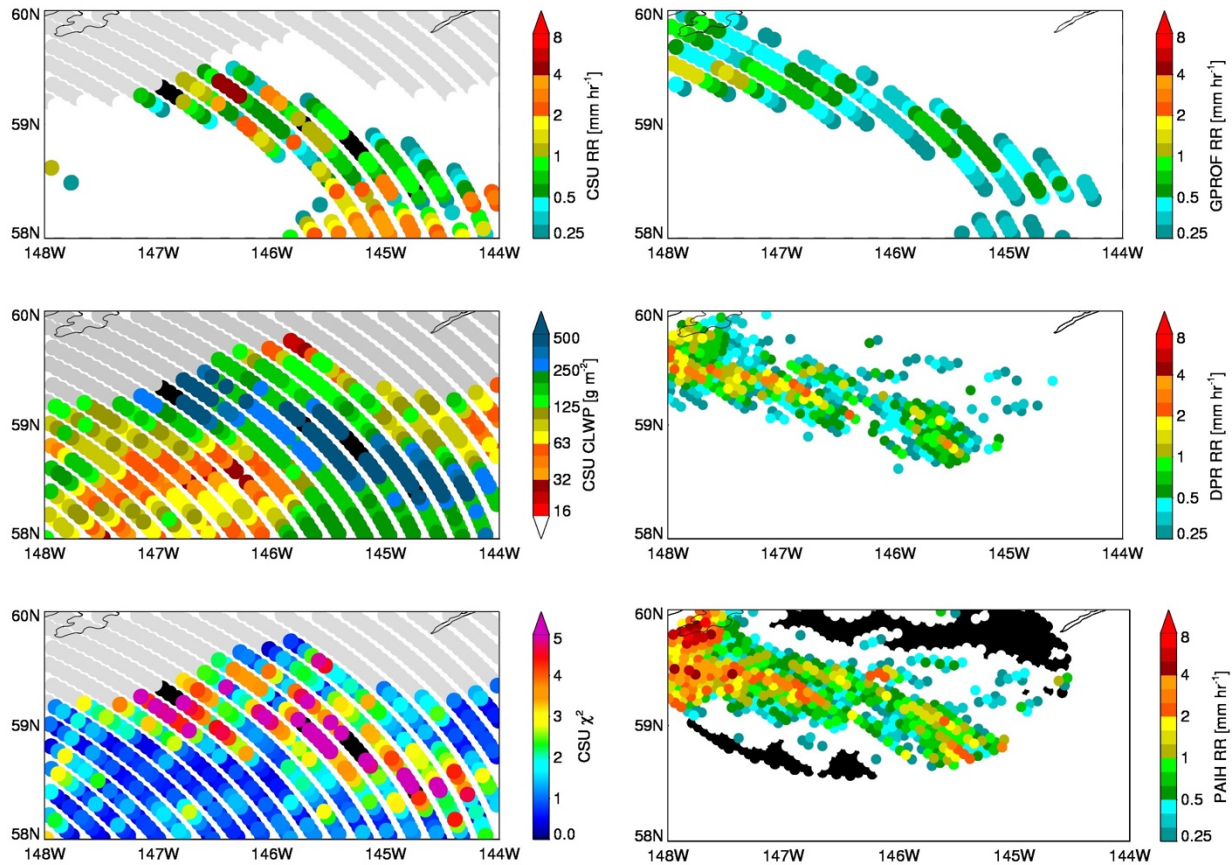 60N
59N
58N
148W 147W 146W 145W 144W
8
4
2
1
0.5
0.25
CSU RR [mm hr-1]
60N
59N
58N
148W 147W 146W 145W 144W
8
4
2
1
0.5
0.25
GPROF RR [mm hr-1]
60N
59N
58N
148W 147W 146W 145W 144W
500
250
125
63
32
16
CSU CLWP [g m-2]
60N
59N
58N
148W 147W 146W 145W 144W
8
4
2
1
0.5
0.25
DPR RR [mm hr-1]
60N
59N
58N
148W 147W 146W 145W 144W
5
4
3
2
1
0.0
CSU χ2
60N
59N
58N
148W 147W 146W 145W 144W
8
4
2
1
0.5
0.25
PAIH RR [mm hr-1]